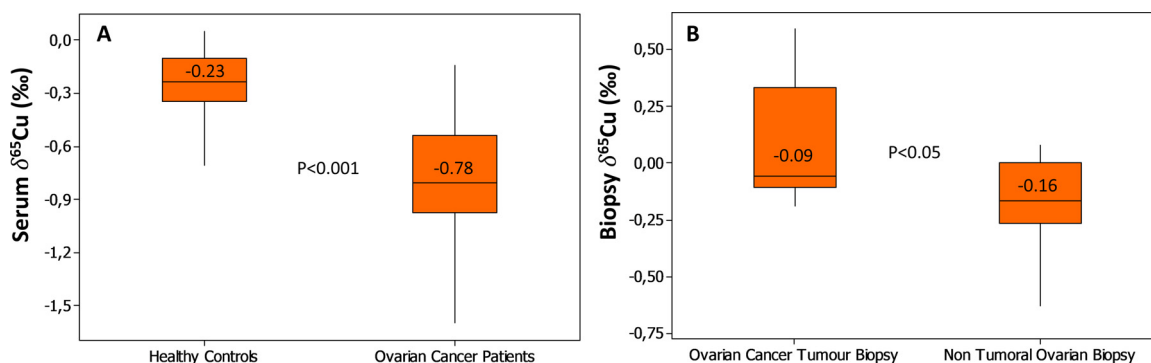 A
Serum δ⁶⁵Cu (‰)
0,0
-0,3
-0,6
-0,9
-1,2
-1,5
-0.23
P<0.001
-0.78
Healthy Controls
Ovarian Cancer Patients
B
Biopsy δ⁶⁵Cu (‰)
0,50
0,25
0,00
-0,25
-0,50
-0,75
-0.09
P<0.05
-0.16
Ovarian Cancer Tumour Biopsy
Non Tumoral Ovarian Biopsy